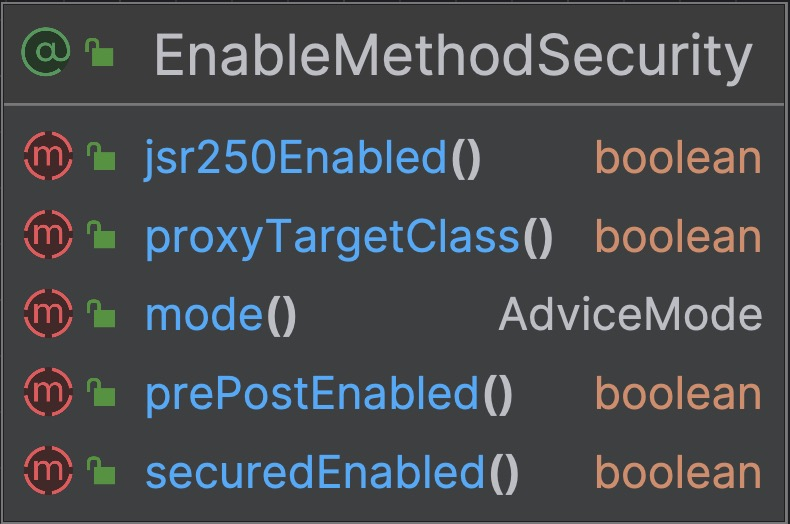 @ EnableMethodSecurity
m jsr250Enabled() boolean
m proxyTargetClass() boolean
m mode() AdviceMode
m prePostEnabled() boolean
m securedEnabled() boolean